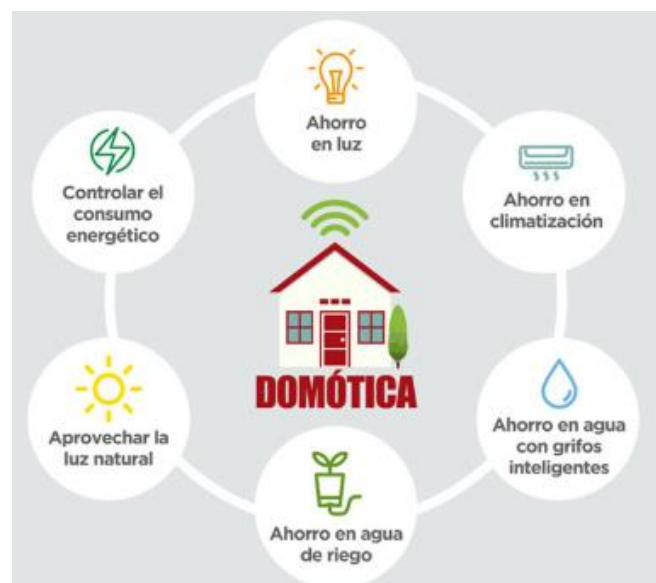 Ahorro
en luz
Ahorro en
climatización
Ahorro en agua
con grifos
inteligentes
Ahorro en agua
de riego
Aprovechar la
luz natural
Controlar el
consumo
energético
DOMÓTICA